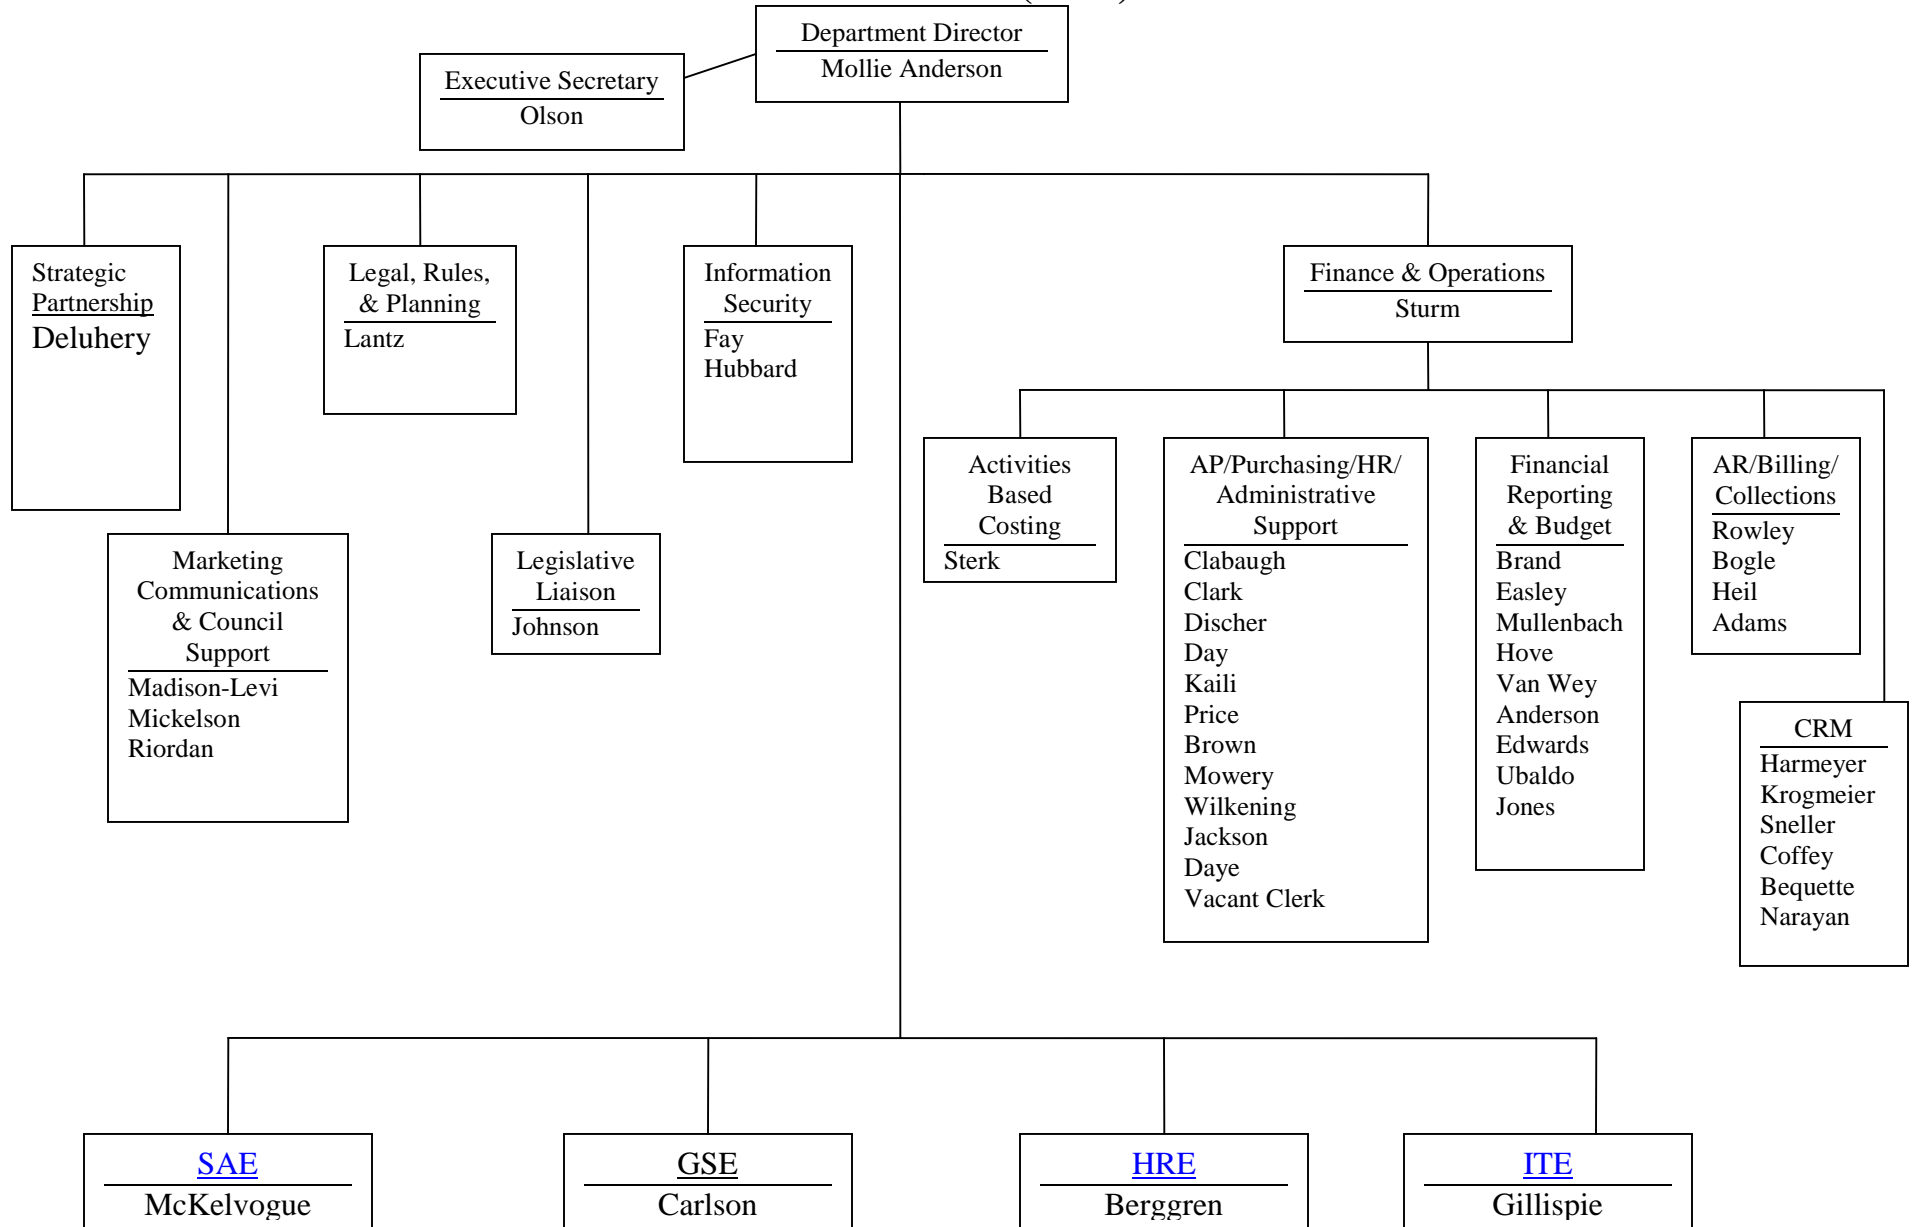 Department Director
Mollie Anderson
Executive Secretary
Olson
Strategic
Partnership
Deluhery
Legal, Rules,
& Planning
Lantz
Information
Security
Fay
Hubbard
Finance & Operations
Sturm
Marketing
Communications
& Council
Support
Madison-Levi
Mickelson
Riordan
Legislative
Liaison
Johnson
Activities
Based
Costing
Sterk
AP/Purchasing/HR/
Administrative
Support
Clabaugh
Clark
Discher
Day
Kaili
Price
Brown
Mowery
Wilkening
Jackson
Daye
Vacant Clerk
Financial
Reporting
& Budget
Brand
Easley
Mullenbach
Hove
Van Wey
Anderson
Edwards
Ubaldo
Jones
AR/Billing/
Collections
Rowley
Bogle
Heil
Adams
CRM
Harmeyer
Krogmeier
Sneller
Coffey
Bequette
Narayan
SAE
McKelvogue
GSE
Carlson
HRE
Berggren
ITE
Gillispie